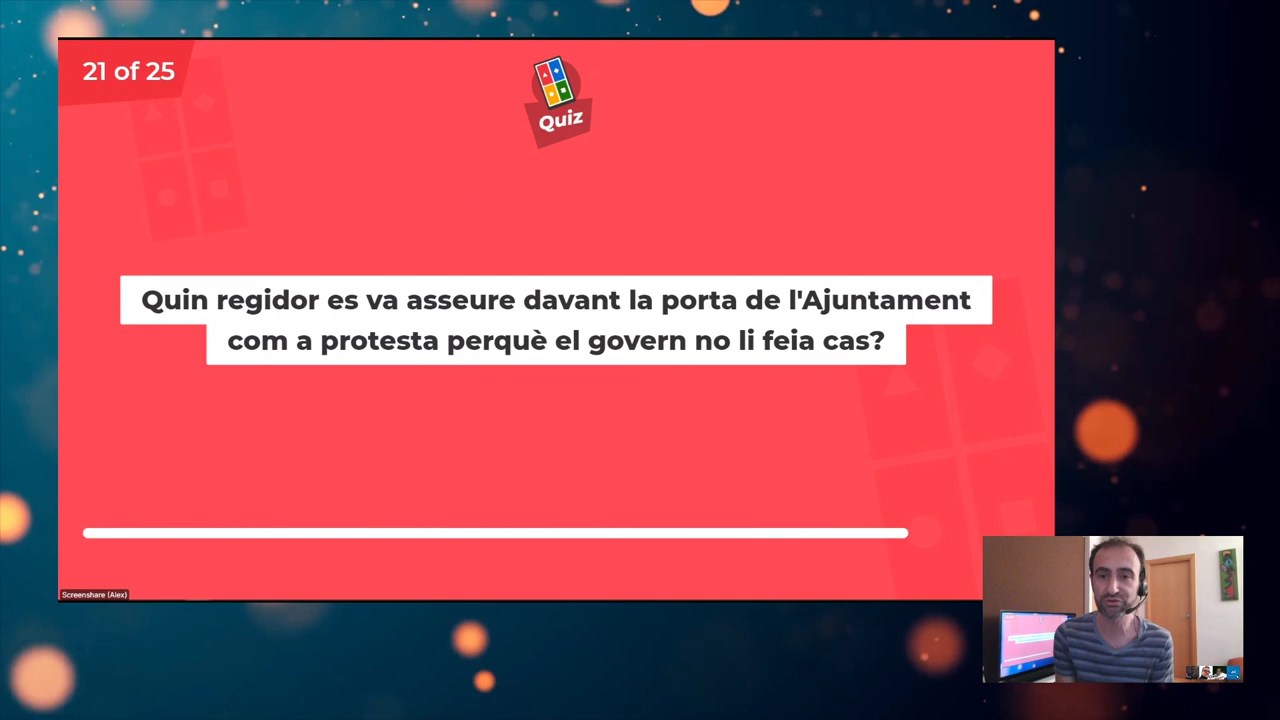 21 of 25
Quiz
Quin regidor es va asseure davant la porta de l'Ajuntament
com a protesta perquè el govern no li feia cas?
Screenshare (Alex)